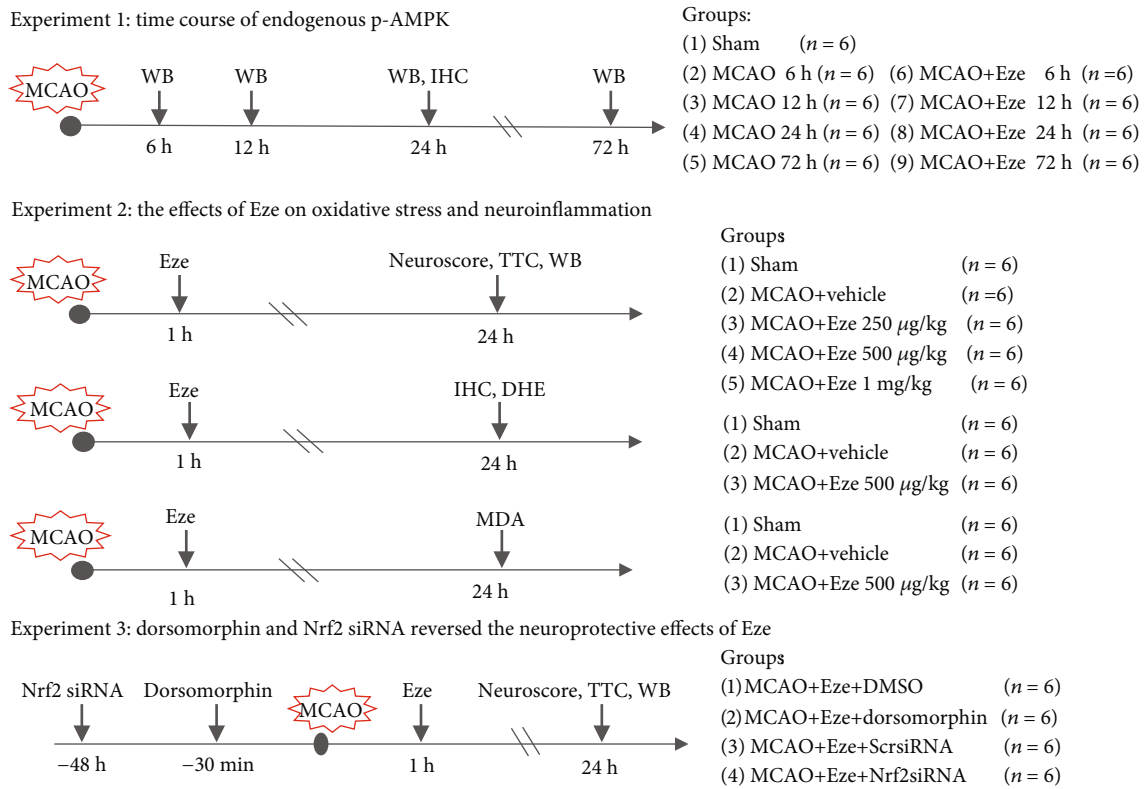 Experiment 1: time course of endogenous p-AMPK
MCAO
WB
WB
WB, IHC
WB
6 h
12 h
24 h
72 h
Groups:
(1) Sham (n = 6)
(2) MCAO 6 h (n = 6) (6) MCAO+Eze 6 h (n =6)
(3) MCAO 12 h (n = 6) (7) MCAO+Eze 12 h (n = 6)
(4) MCAO 24 h (n = 6) (8) MCAO+Eze 24 h (n = 6)
(5) MCAO 72 h (n = 6) (9) MCAO+Eze 72 h (n = 6)
Experiment 2: the effects of Eze on oxidative stress and neuroinflammation
MCAO
Eze
Neuroscore, TTC, WB
1 h
24 h
Groups
(1) Sham (n = 6)
(2) MCAO+vehicle (n =6)
(3) MCAO+Eze 250 μg/kg (n = 6)
(4) MCAO+Eze 500 μg/kg (n = 6)
(5) MCAO+Eze 1 mg/kg (n = 6)
MCAO
Eze
IHC, DHE
1 h
24 h
(1) Sham (n = 6)
(2) MCAO+vehicle (n = 6)
(3) MCAO+Eze 500 μg/kg (n = 6)
MCAO
Eze
MDA
1 h
24 h
(1) Sham (n = 6)
(2) MCAO+vehicle (n = 6)
(3) MCAO+Eze 500 μg/kg (n = 6)
Experiment 3: dorsomorphin and Nrf2 siRNA reversed the neuroprotective effects of Eze
Nrf2 siRNA
Dorsomorphin
MCAO
Eze
Neuroscore, TTC, WB
−48 h
−30 min
1 h
24 h
Groups
(1)MCAO+Eze+DMSO (n = 6)
(2)MCAO+Eze+dorsomorphin (n = 6)
(3) MCAO+Eze+ScrsiRNA (n = 6)
(4) MCAO+Eze+Nrf2siRNA (n = 6)